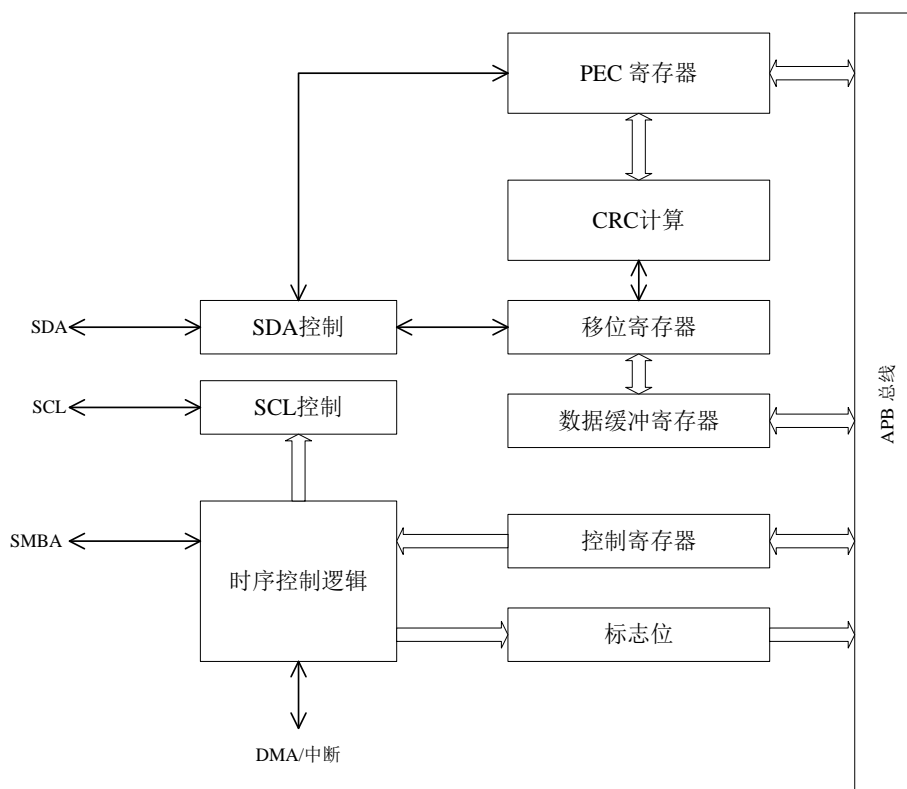 PEC 寄存器
CRC计算
SDA
SDA控制
移位寄存器
SCL
SCL控制
数据缓冲寄存器
APB 总线
SMBA
时序控制逻辑
控制寄存器
标志位
DMA/中断